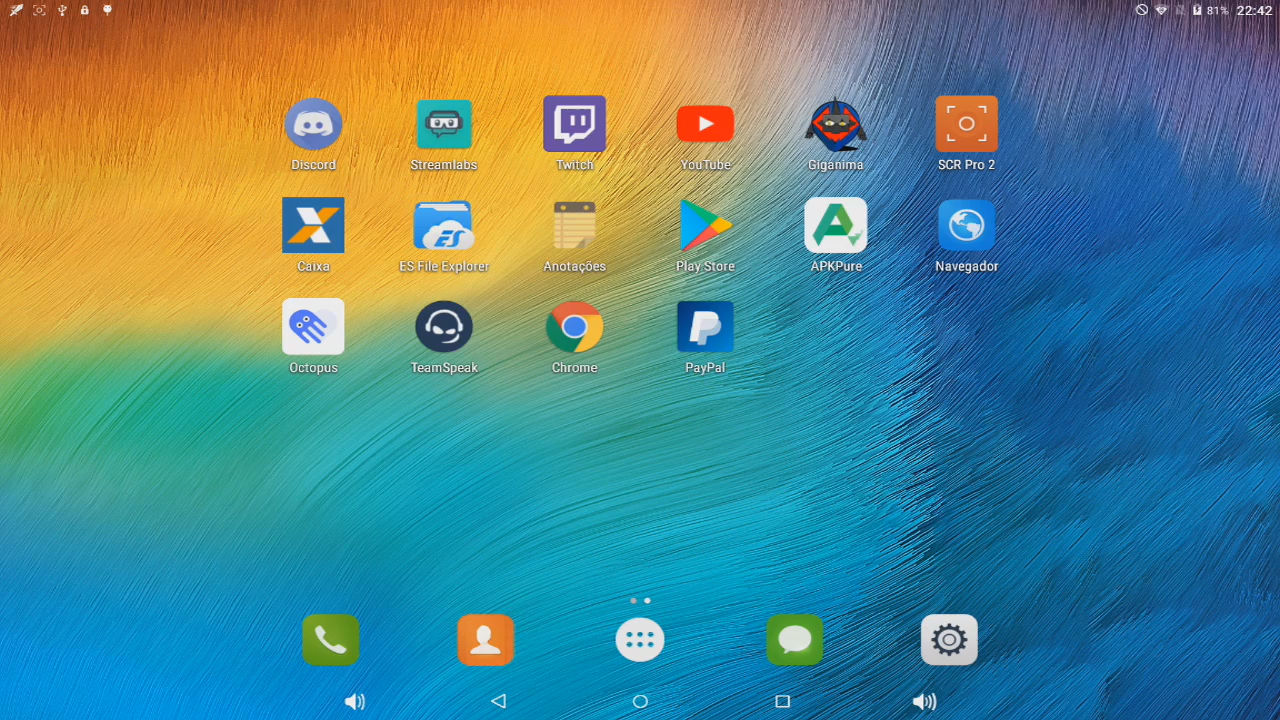 81% 22:42
Discord Streamlabs Twitch YouTube Giganima SCR Pro 2
ES
Caixa ES File Explorer Anotações Play Store APKPure Navegador
Octopus TeamSpeak Chrome PayPal